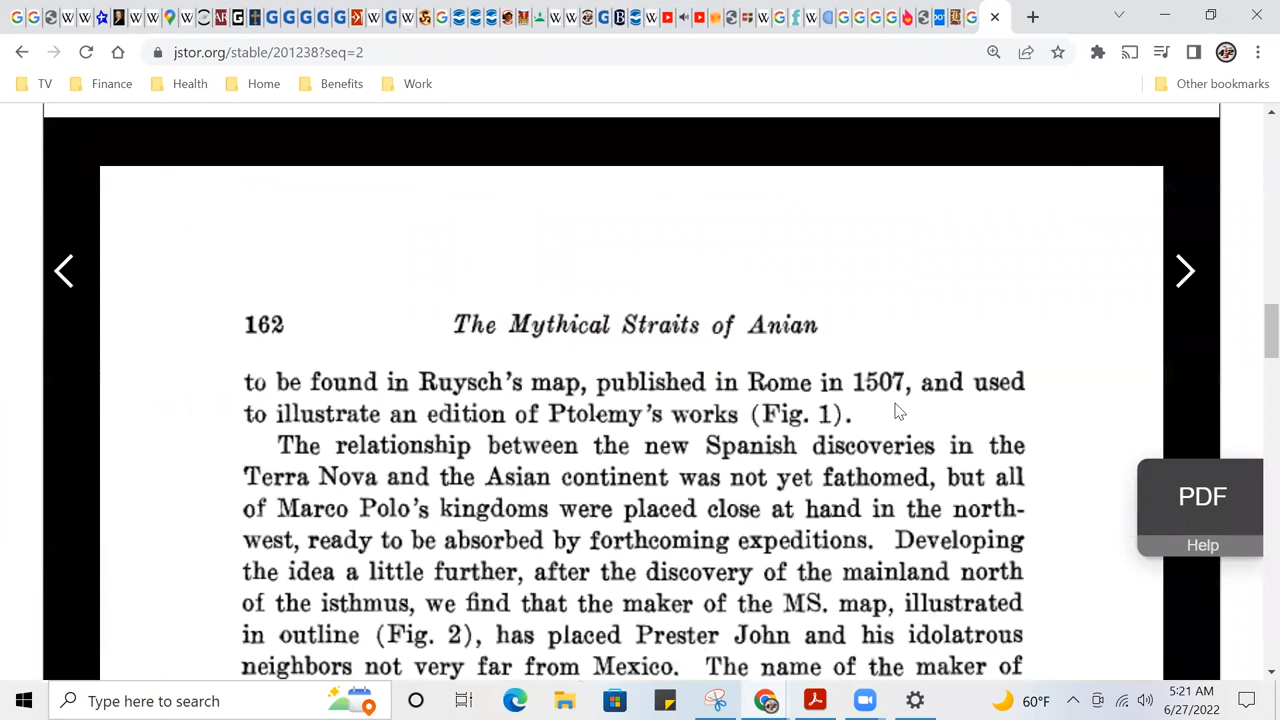 jstor.org/stable/201238?seq=2
TV Finance Health Home Benefits Work Other bookmarks
162 The Mythical Straits of Anian
to be found in Ruysch's map, published in Rome in 1507, and used
to illustrate an edition of Ptolemy's works (Fig. 1).
The relationship between the new Spanish discoveries in the
Terra Nova and the Asian continent was not yet fathomed, but all
of Marco Polo's kingdoms were placed close at hand in the north-
west, ready to be absorbed by forthcoming expeditions. Developing
the idea a little further, after the discovery of the mainland north
of the isthmus, we find that the maker of the MS. map, illustrated
in outline (Fig. 2), has placed Prester John and his idolatrous
neighbors not very far from Mexico. The name of the maker of
PDF
Help
Type here to search
60°F
5:21 AM
6/27/2022